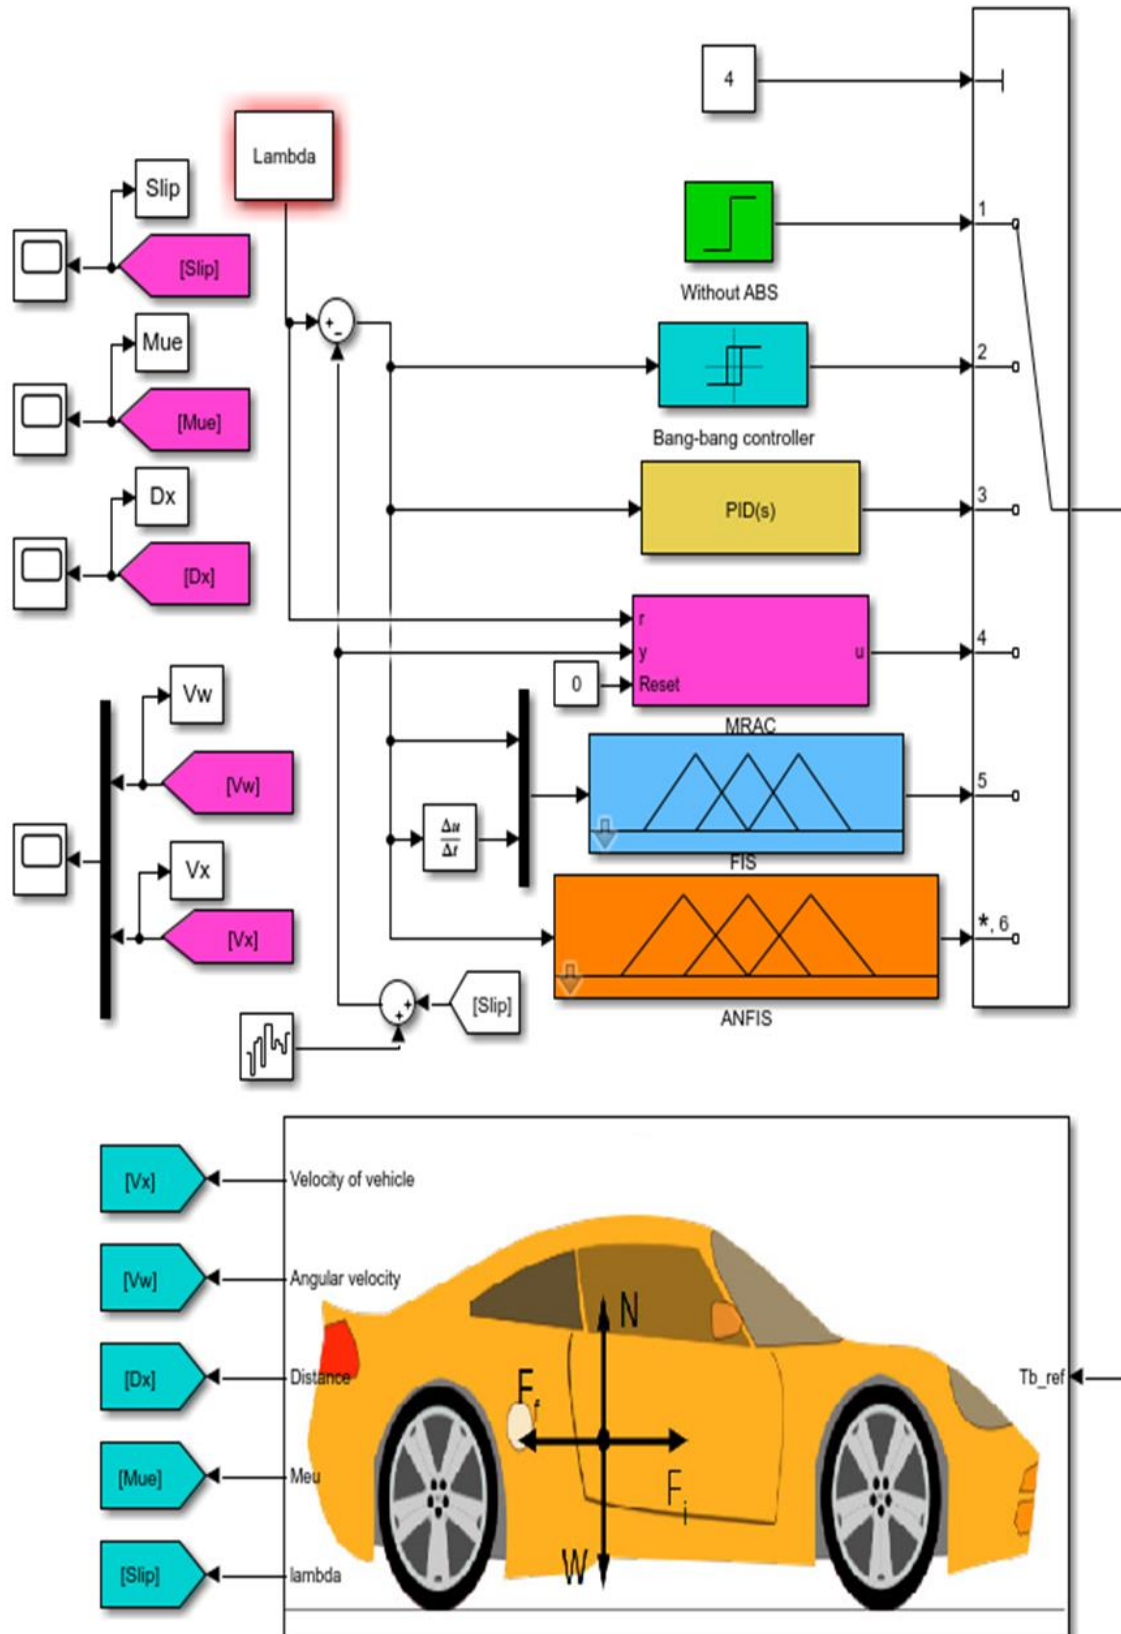 4
Lambda
Slip
[Slip]
1
Without ABS
Mue
[Mue]
+
-
2
Bang-bang controller
Dx
[Dx]
PID(s)
3
r
y
u
Reset
0
4
MRAC
Vw
[Vw]
Δu
Δt
5
FIS
Vx
[Vx]
*, 6
ANFIS
+
+
[Slip]
[Vx]
Velocity of vehicle
[Vw]
Angular velocity
N
[Dx]
Distance
Ff
Tb_ref
[Mue]
Meu
Fi
[Slip]
lambda
W